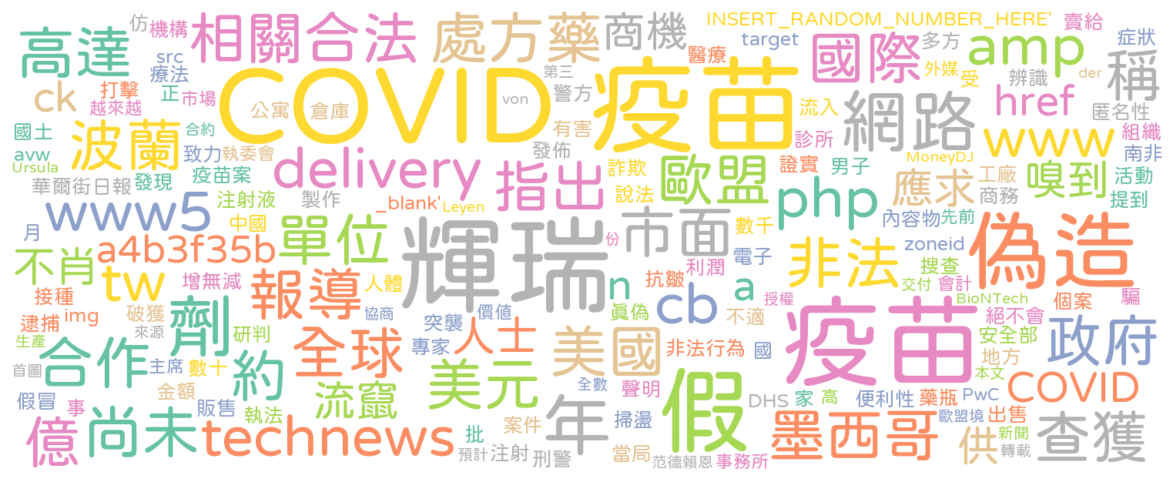 仿 機構 相關合法 處方藥 商機 INSERT_RANDOM_NUMBER_HERE' 賣給
高達 src 療法 醫療 target 國際 多方 amp 症狀
打擊 正 市場 COVID 疫苗 第三 外媒 受 辨識 der 稱
ck 越來越 公寓 倉庫 von 警方 流入 網路 href 匿名性
國土 合約 波蘭 有害 診所 www 組織
avw 致力 執委會 發佈 詐欺 歐盟 證實 男子 MoneyDJ 工廠 南非
Ursula 疫苗案 delivery 指出 說法 php 應求 商務 嗅到 活動
華爾街日報 發現 注射液 製作 _blank' Leyen 提到
月 www5 中國 單位 輝瑞 市面 數千 內容物 先前 偽造
a4b3f35b 份 電子 非法 zoneid
不肖 tw 增無減 報導 人體 n 抗皺 利潤 a 搜查 會計
接種 img 破獲 劑 協商 價值 真偽 cb 授權 交付 BioNTech 個案 騙
逮捕 來源 研判 突襲 不適 疫苗 絕不會
生產 合作 主席 數十 約 全球 專家 人士 美國 非法行為 國 安全部 政府
首圖 金額 流竄 美元 全數 聲明 假 地方 本文
假冒 事 販售 執法 年 DHS 家 高 便利性 藥瓶 PwC COVID
億 尚未 technews 批 案件 掃盪 墨西哥 歐盟境 出售 查獲
預計 注射 刑警 當局 范德賴恩 事務所 供 新聞 轉載